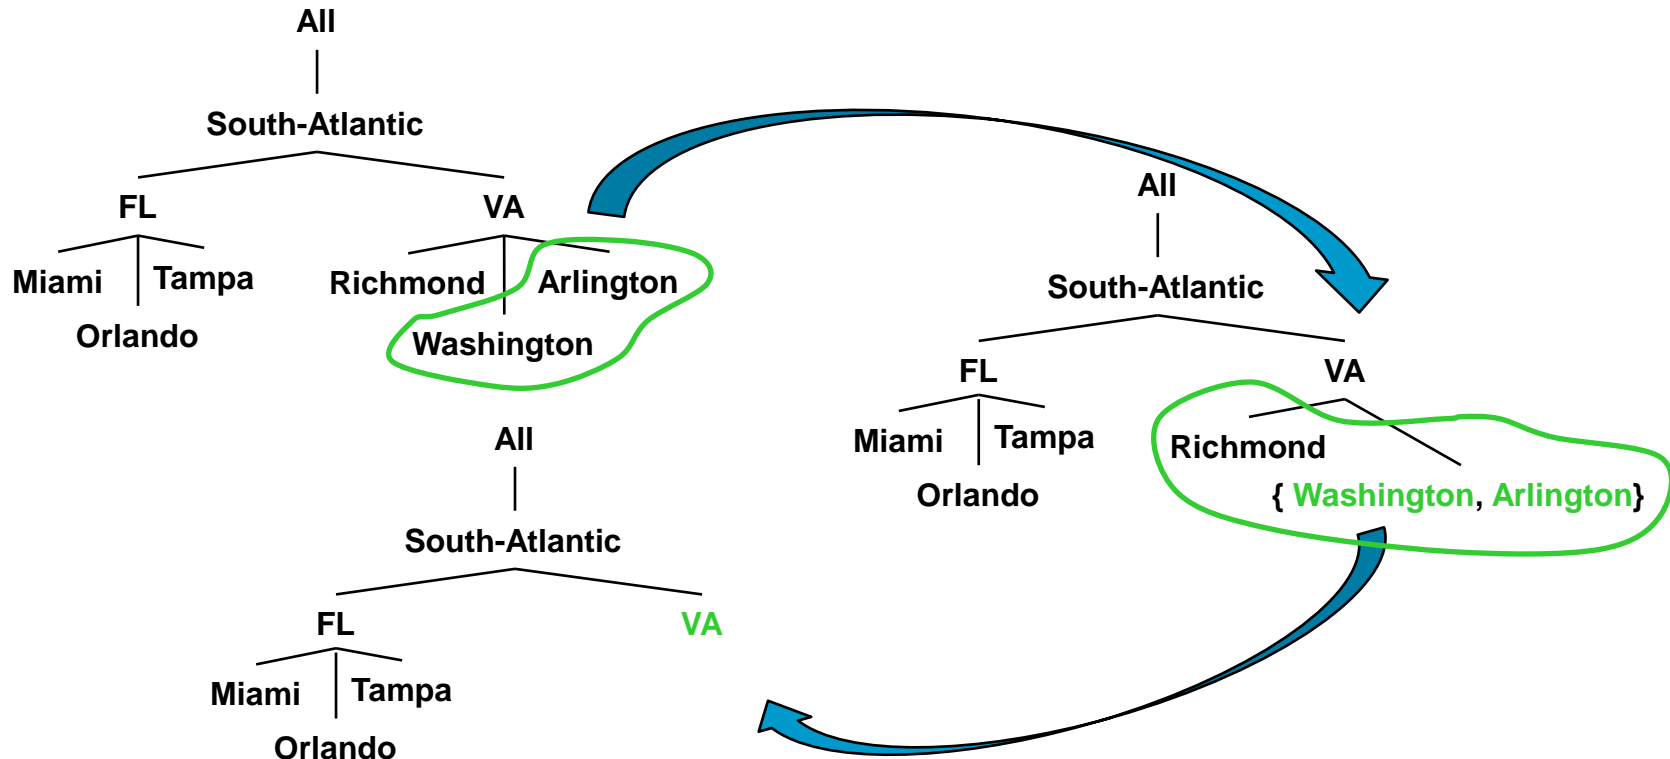 All
South-Atlantic
FL VA
Miami Tampa Richmond Arlington
Orlando Washington
All
South-Atlantic
FL VA
Miami Tampa Richmond
Orlando { Washington, Arlington}
All
South-Atlantic
FL VA
Miami Tampa
Orlando